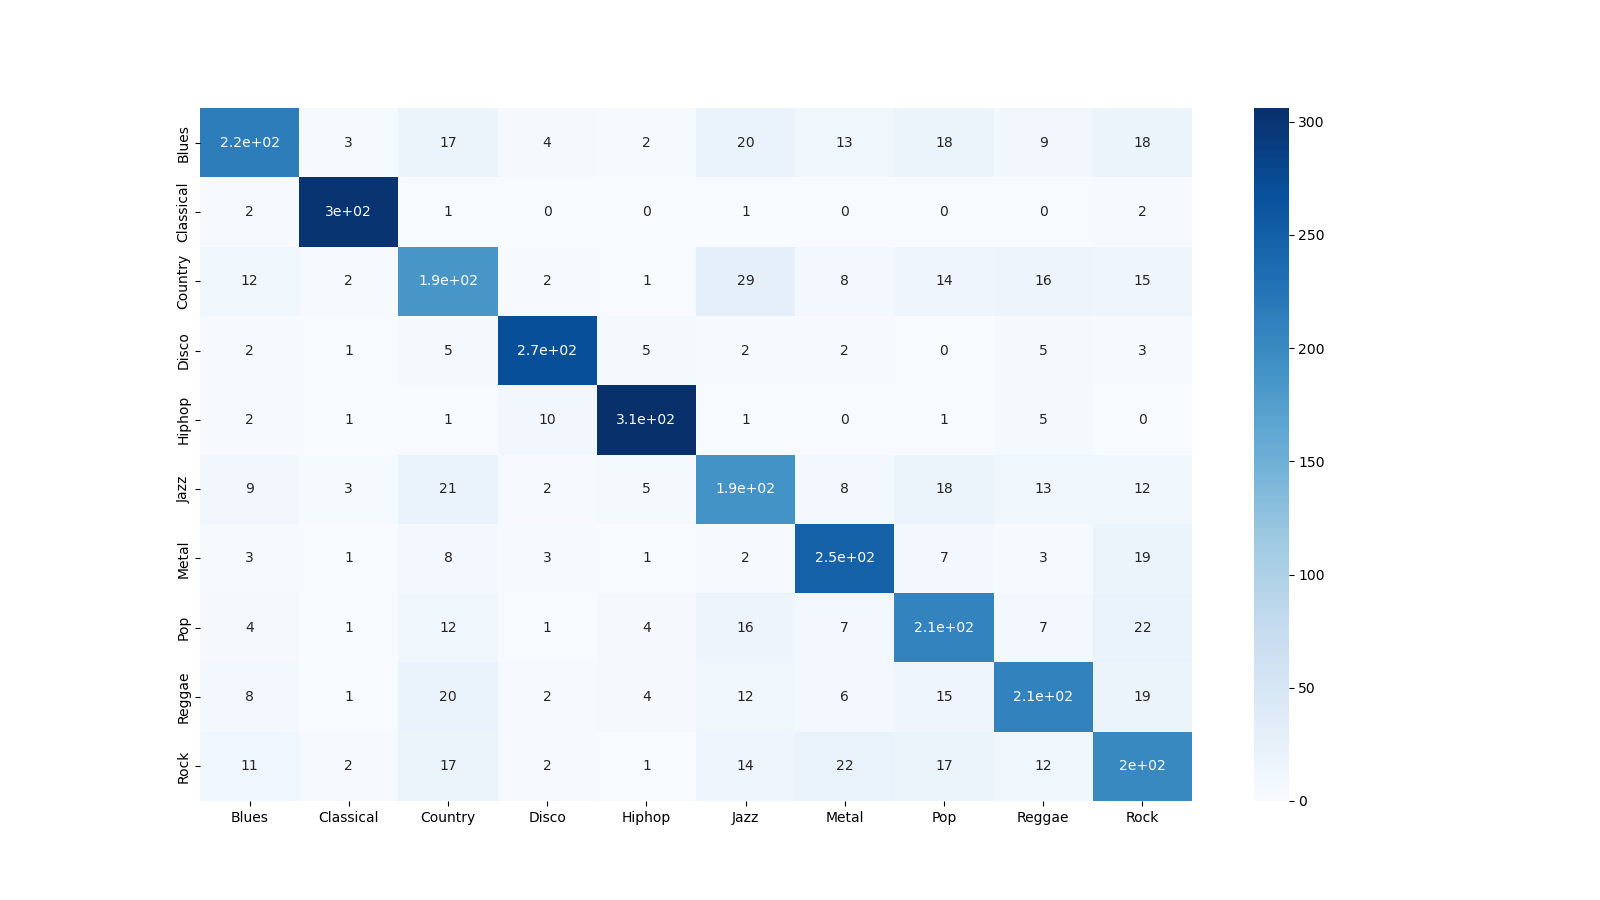 Blues 2.2e+02 3 17 4 2 20 13 18 9 18
Classical 2 3e+02 1 0 0 1 0 0 0 2
Country 12 2 1.9e+02 2 1 29 8 14 16 15
Disco 2 1 5 2.7e+02 5 2 2 0 5 3
Hiphop 2 1 1 10 3.1e+02 1 0 1 5 0
Jazz 9 3 21 2 5 1.9e+02 8 18 13 12
Metal 3 1 8 3 1 2 2.5e+02 7 3 19
Pop 4 1 12 1 4 16 7 2.1e+02 7 22
Reggae 8 1 20 2 4 12 6 15 2.1e+02 19
Rock 11 2 17 2 1 14 22 17 12 2e+02
Blues Classical Country Disco Hiphop Jazz Metal Pop Reggae Rock
300
250
200
150
100
50
0